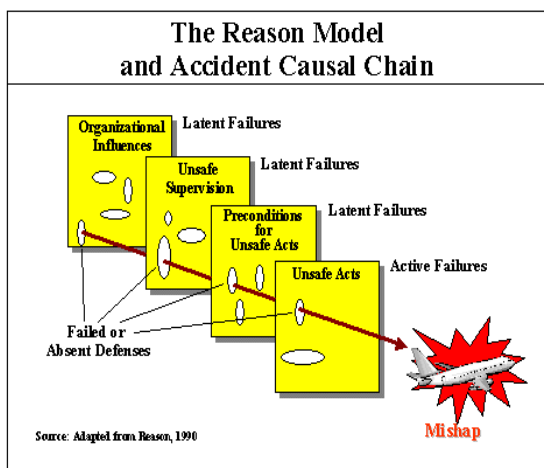 The Reason Model
and Accident Causal Chain
Organizational
Influences
Latent Failures
Unsafe
Supervision
Latent Failures
Preconditions
for
Unsafe Acts
Latent Failures
Unsafe Acts
Active Failures
Failed or
Absent Defenses
Mishap
Source: Adapted from Reason, 1990